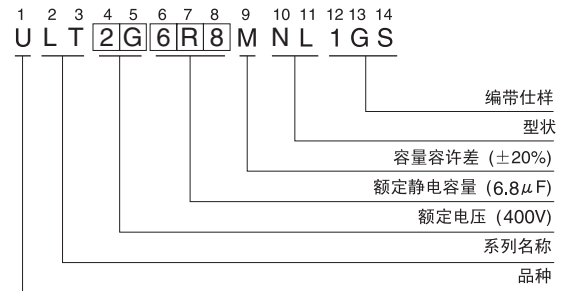 1 2 3 4 5 6 7 8 9 10 11 12 13 14
U L T 2 G 6 R 8 M N L 1 G S
编带仕样
型状
容量容许差 (±20%)
额定静电容量 (6.8μF)
额定电压 (400V)
系列名称
品种